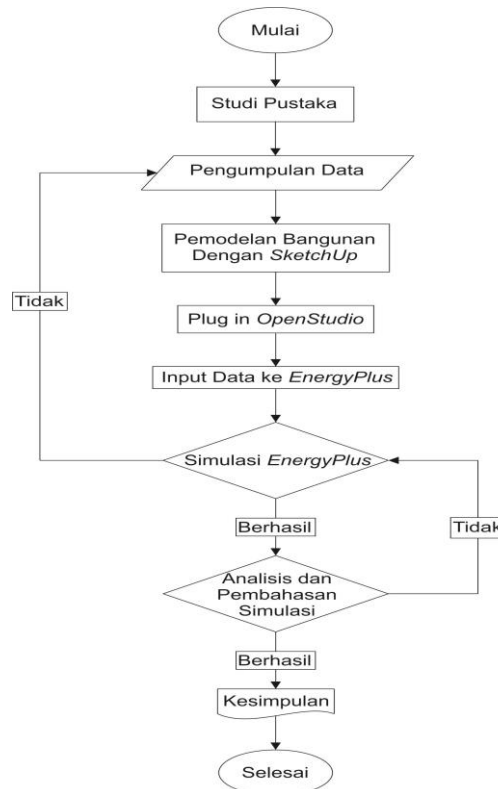 Mulai
Studi Pustaka
Pengumpulan Data
Pemodelan Bangunan
Dengan SketchUp
Tidak
Plug in OpenStudio
Input Data ke EnergyPlus
Simulasi EnergyPlus
Berhasil
Tidak
Analisis dan
Pembahasan
Simulasi
Berhasil
Kesimpulan
Selesai